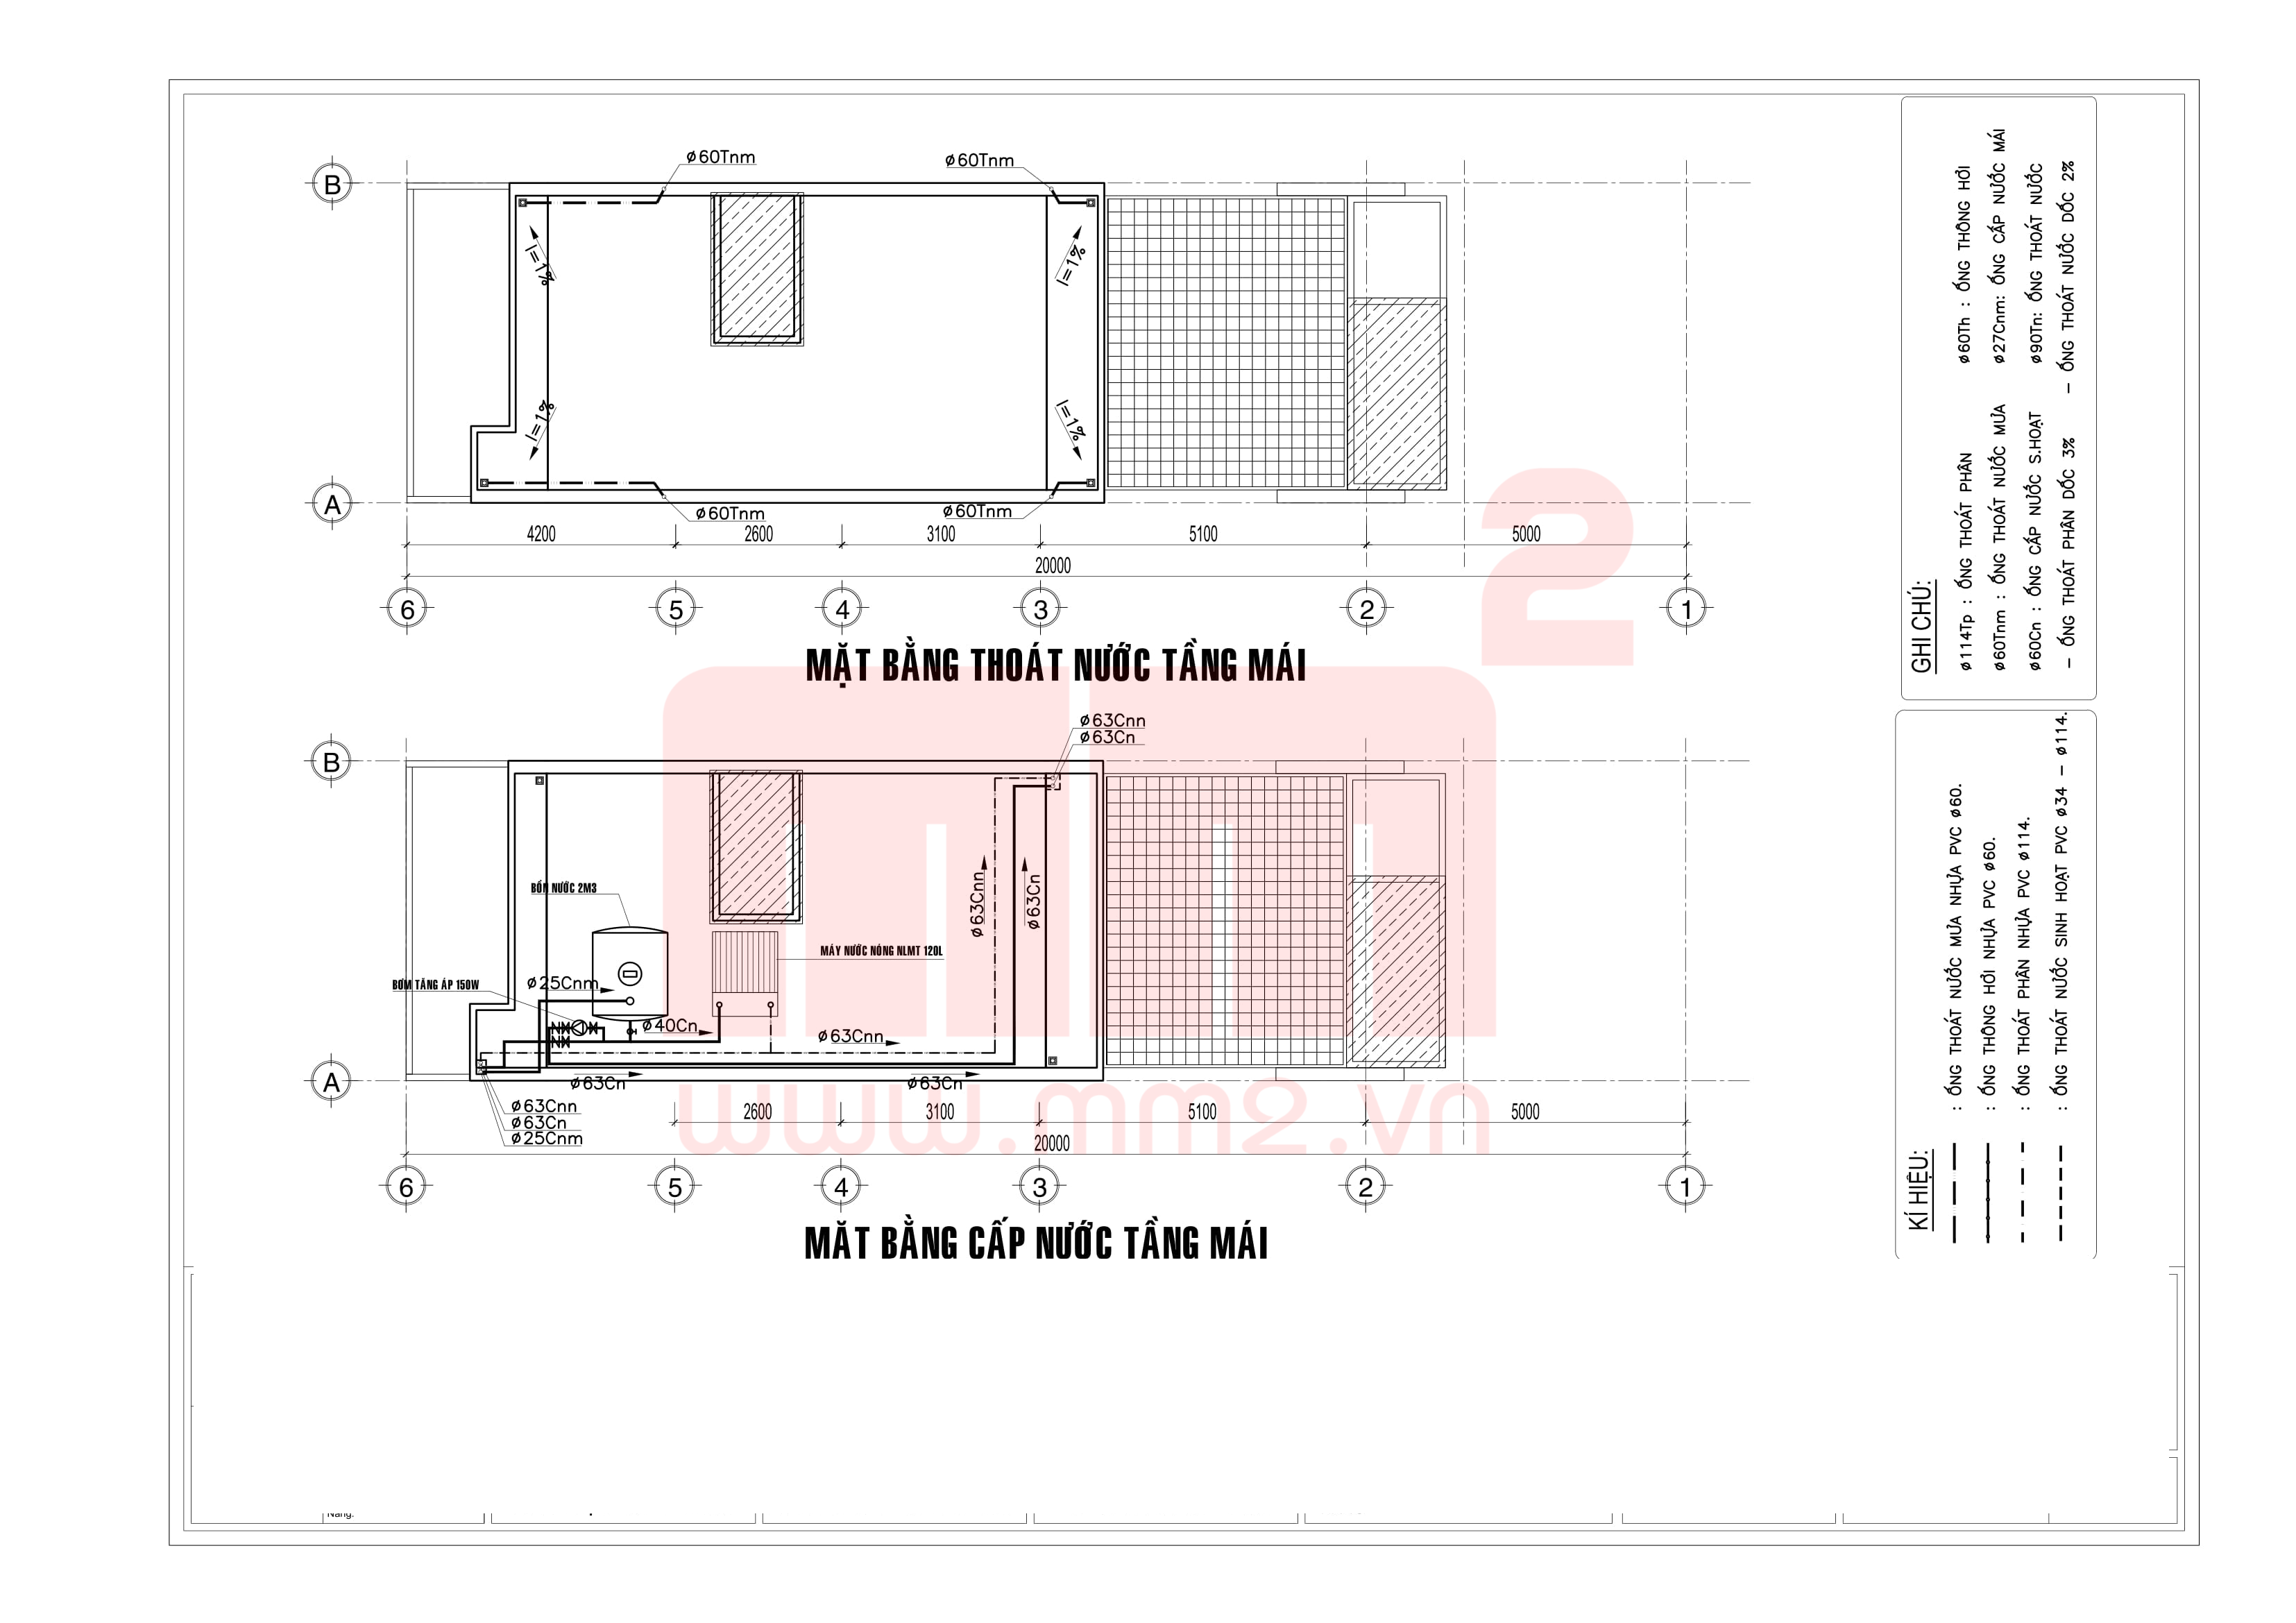 B
ø60Tnm
ø60Tnm
I=1%
I=1%
I=1%
I=1%
A
ø60Tnm
ø60Tnm
4200 2600 3100 5100 5000
20000
6 5 4 3 2 1
MẶT BẰNG THOÁT NƯỚC TẦNG MÁI
ø63Cnn
ø63Cn
B
BỒN NƯỚC 2M3
ø63Cnn
ø63Cn
MÁY NƯỚC NÓNG NLMT 120L
BƠM TĂNG ÁP 150W
ø25Cnm
ø40Cn
ø63Cnn
A
ø63Cn
ø63Cn
ø63Cnn
ø63Cn
ø25Cnm
2600 3100 5100 5000
20000
6 5 4 3 2 1
MĂT BẰNG CẤP NƯỚC TẦNG MÁI
GHI CHÚ:
ø114Tp : ỐNG THOÁT PHÂN ø60Th : ỐNG THÔNG HƠI
ø60Tnm : ỐNG THOÁT NƯỚC MƯA ø27Cnm: ỐNG CẤP NƯỚC MÁI
ø60Cn : ỐNG CẤP NƯỚC S.HOẠT ø90Tn: ỐNG THOÁT NƯỚC
– ỐNG THOÁT PHÂN DỐC 3% – ỐNG THOÁT NƯỚC DỐC 2%
KÍ HIỆU:
: ỐNG THOÁT NƯỚC MƯA NHỰA PVC ø60.
: ỐNG THÔNG HƠI NHỰA PVC ø60.
: ỐNG THOÁT PHÂN NHỰA PVC ø114.
: ỐNG THOÁT NƯỚC SINH HOẠT PVC ø34 – ø114.
mm2
www.mm2.vn